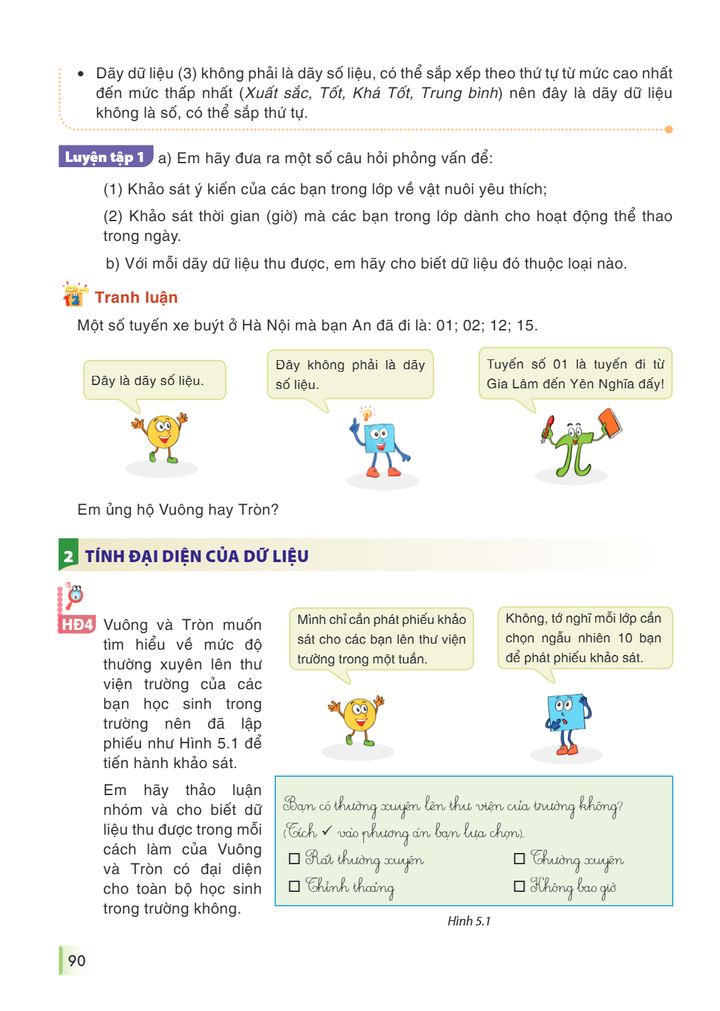 • Dãy dữ liệu (3) không phải là dãy số liệu, có thể sắp xếp theo thứ tự từ mức cao nhất
đến mức thấp nhất (Xuất sắc, Tốt, Khá Tốt, Trung bình) nên đây là dãy dữ liệu
không là số, có thể sắp thứ tự.
Luyện tập 1 a) Em hãy đưa ra một số câu hỏi phỏng vấn để:
(1) Khảo sát ý kiến của các bạn trong lớp về vật nuôi yêu thích;
(2) Khảo sát thời gian (giờ) mà các bạn trong lớp dành cho hoạt động thể thao
trong ngày.
b) Với mỗi dãy dữ liệu thu được, em hãy cho biết dữ liệu đó thuộc loại nào.
Tranh luận
Một số tuyến xe buýt ở Hà Nội mà bạn An đã đi là: 01; 02; 12; 15.
Đây là dãy số liệu.
Đây không phải là dãy
số liệu.
Tuyến số 01 là tuyến đi từ
Gia Lâm đến Yên Nghĩa đấy!
Em ủng hộ Vuông hay Tròn?
2 TÍNH ĐẠI DIỆN CỦA DỮ LIỆU
HĐ4 Vuông và Tròn muốn
tìm hiểu về mức độ
thường xuyên lên thư
viện trường của các
bạn học sinh trong
trường nên đã lập
phiếu như Hình 5.1 để
tiến hành khảo sát.
Em hãy thảo luận
nhóm và cho biết dữ
liệu thu được trong mỗi
cách làm của Vuông
và Tròn có đại diện
cho toàn bộ học sinh
trong trường không.
Mình chỉ cần phát phiếu khảo
sát cho các bạn lên thư viện
trường trong một tuần.
Không, tớ nghĩ mỗi lớp cần
chọn ngẫu nhiên 10 bạn
để phát phiếu khảo sát.
Bạn có thường xuyên lên thư viện của trường không?
(Tích ✓ vào phương án bạn lựa chọn).
☐ Rất thường xuyên ☐ Thường xuyên
☐ Thỉnh thoảng ☐ Không bao giờ
Hình 5.1
90